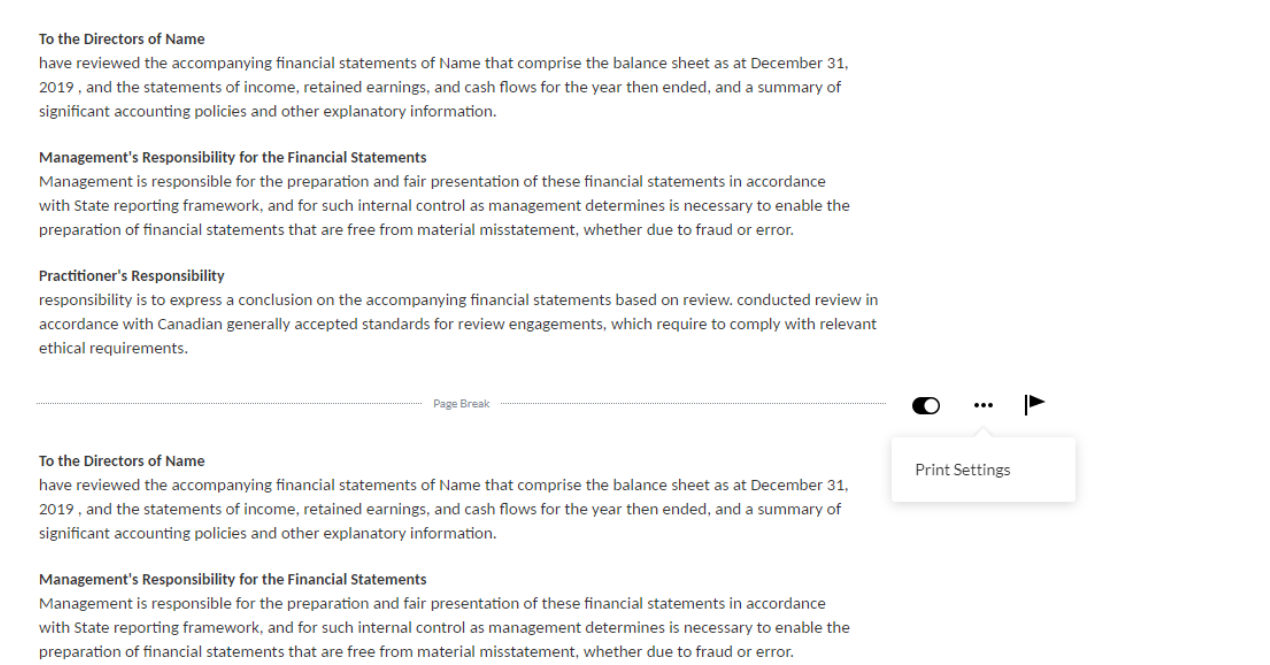 To the Directors of Name
have reviewed the accompanying financial statements of Name that comprise the balance sheet as at December 31,
2019 , and the statements of income, retained earnings, and cash flows for the year then ended, and a summary of
significant accounting policies and other explanatory information.
Management's Responsibility for the Financial Statements
Management is responsible for the preparation and fair presentation of these financial statements in accordance
with State reporting framework, and for such internal control as management determines is necessary to enable the
preparation of financial statements that are free from material misstatement, whether due to fraud or error.
Practitioner's Responsibility
responsibility is to express a conclusion on the accompanying financial statements based on review. conducted review in
accordance with Canadian generally accepted standards for review engagements, which require to comply with relevant
ethical requirements.
Page Break
Print Settings
To the Directors of Name
have reviewed the accompanying financial statements of Name that comprise the balance sheet as at December 31,
2019 , and the statements of income, retained earnings, and cash flows for the year then ended, and a summary of
significant accounting policies and other explanatory information.
Management's Responsibility for the Financial Statements
Management is responsible for the preparation and fair presentation of these financial statements in accordance
with State reporting framework, and for such internal control as management determines is necessary to enable the
preparation of financial statements that are free from material misstatement, whether due to fraud or error.